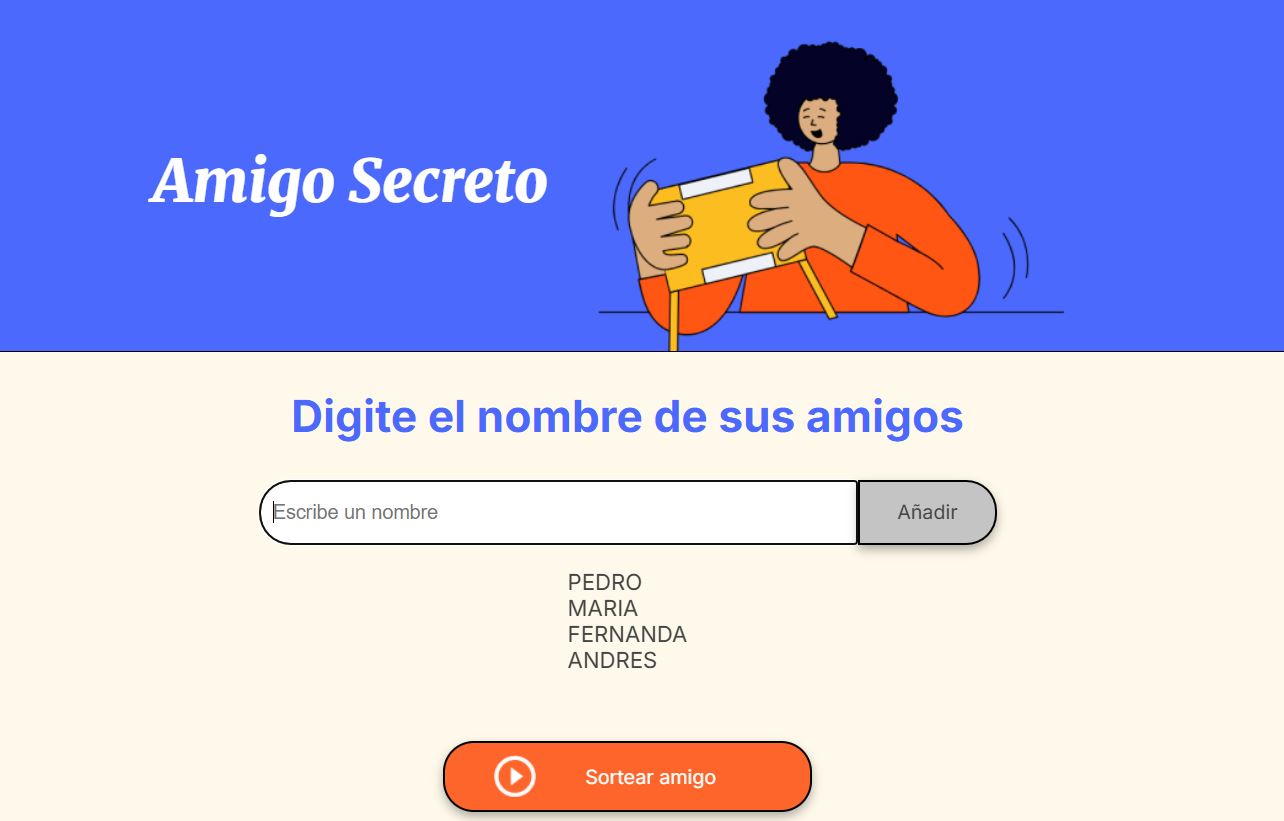 Amigo Secreto
Digite el nombre de sus amigos
Escribe un nombre
Añadir
PEDRO
MARIA
FERNANDA
ANDRES
Sortear amigo